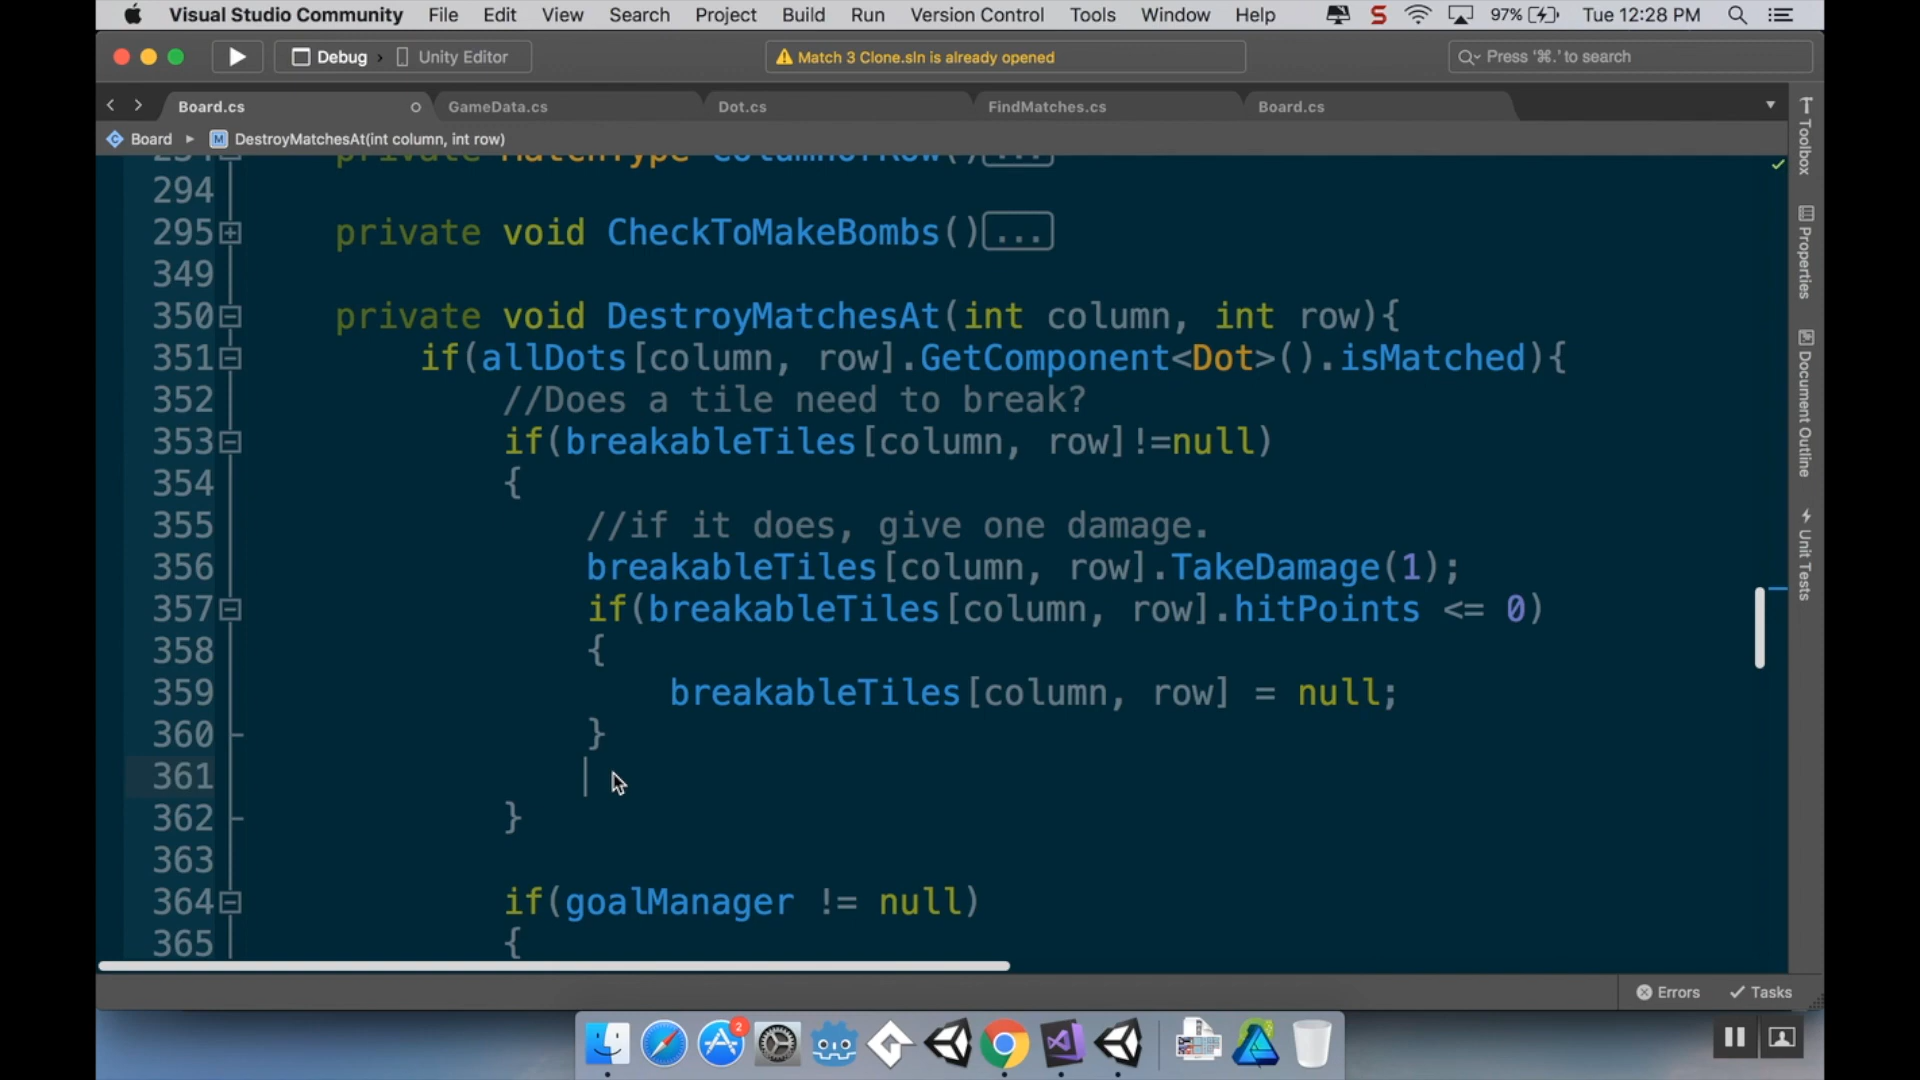 Visual Studio Community File Edit View Search Project Build Run Version Control Tools Window Help S 97% Tue 12:28 PM
Debug Unity Editor Match 3 Clone.sln is already opened Press '⌘.' to search
Board.cs GameData.cs Dot.cs FindMatches.cs Board.cs
Board M DestroyMatchesAt(int column, int row)
294
295 private void CheckToMakeBombs()...
349
350 private void DestroyMatchesAt(int column, int row){
351 if(allDots[column, row].GetComponent<Dot>().isMatched){
352 //Does a tile need to break?
353 if(breakableTiles[column, row]!=null)
354 {
355 //if it does, give one damage.
356 breakableTiles[column, row].TakeDamage(1);
357 if(breakableTiles[column, row].hitPoints <= 0)
358 {
359 breakableTiles[column, row] = null;
360 }
361
362 }
363
364 if(goalManager != null)
365 {
Toolbox
Properties
Document Outline
Unit Tests
Errors Tasks
2